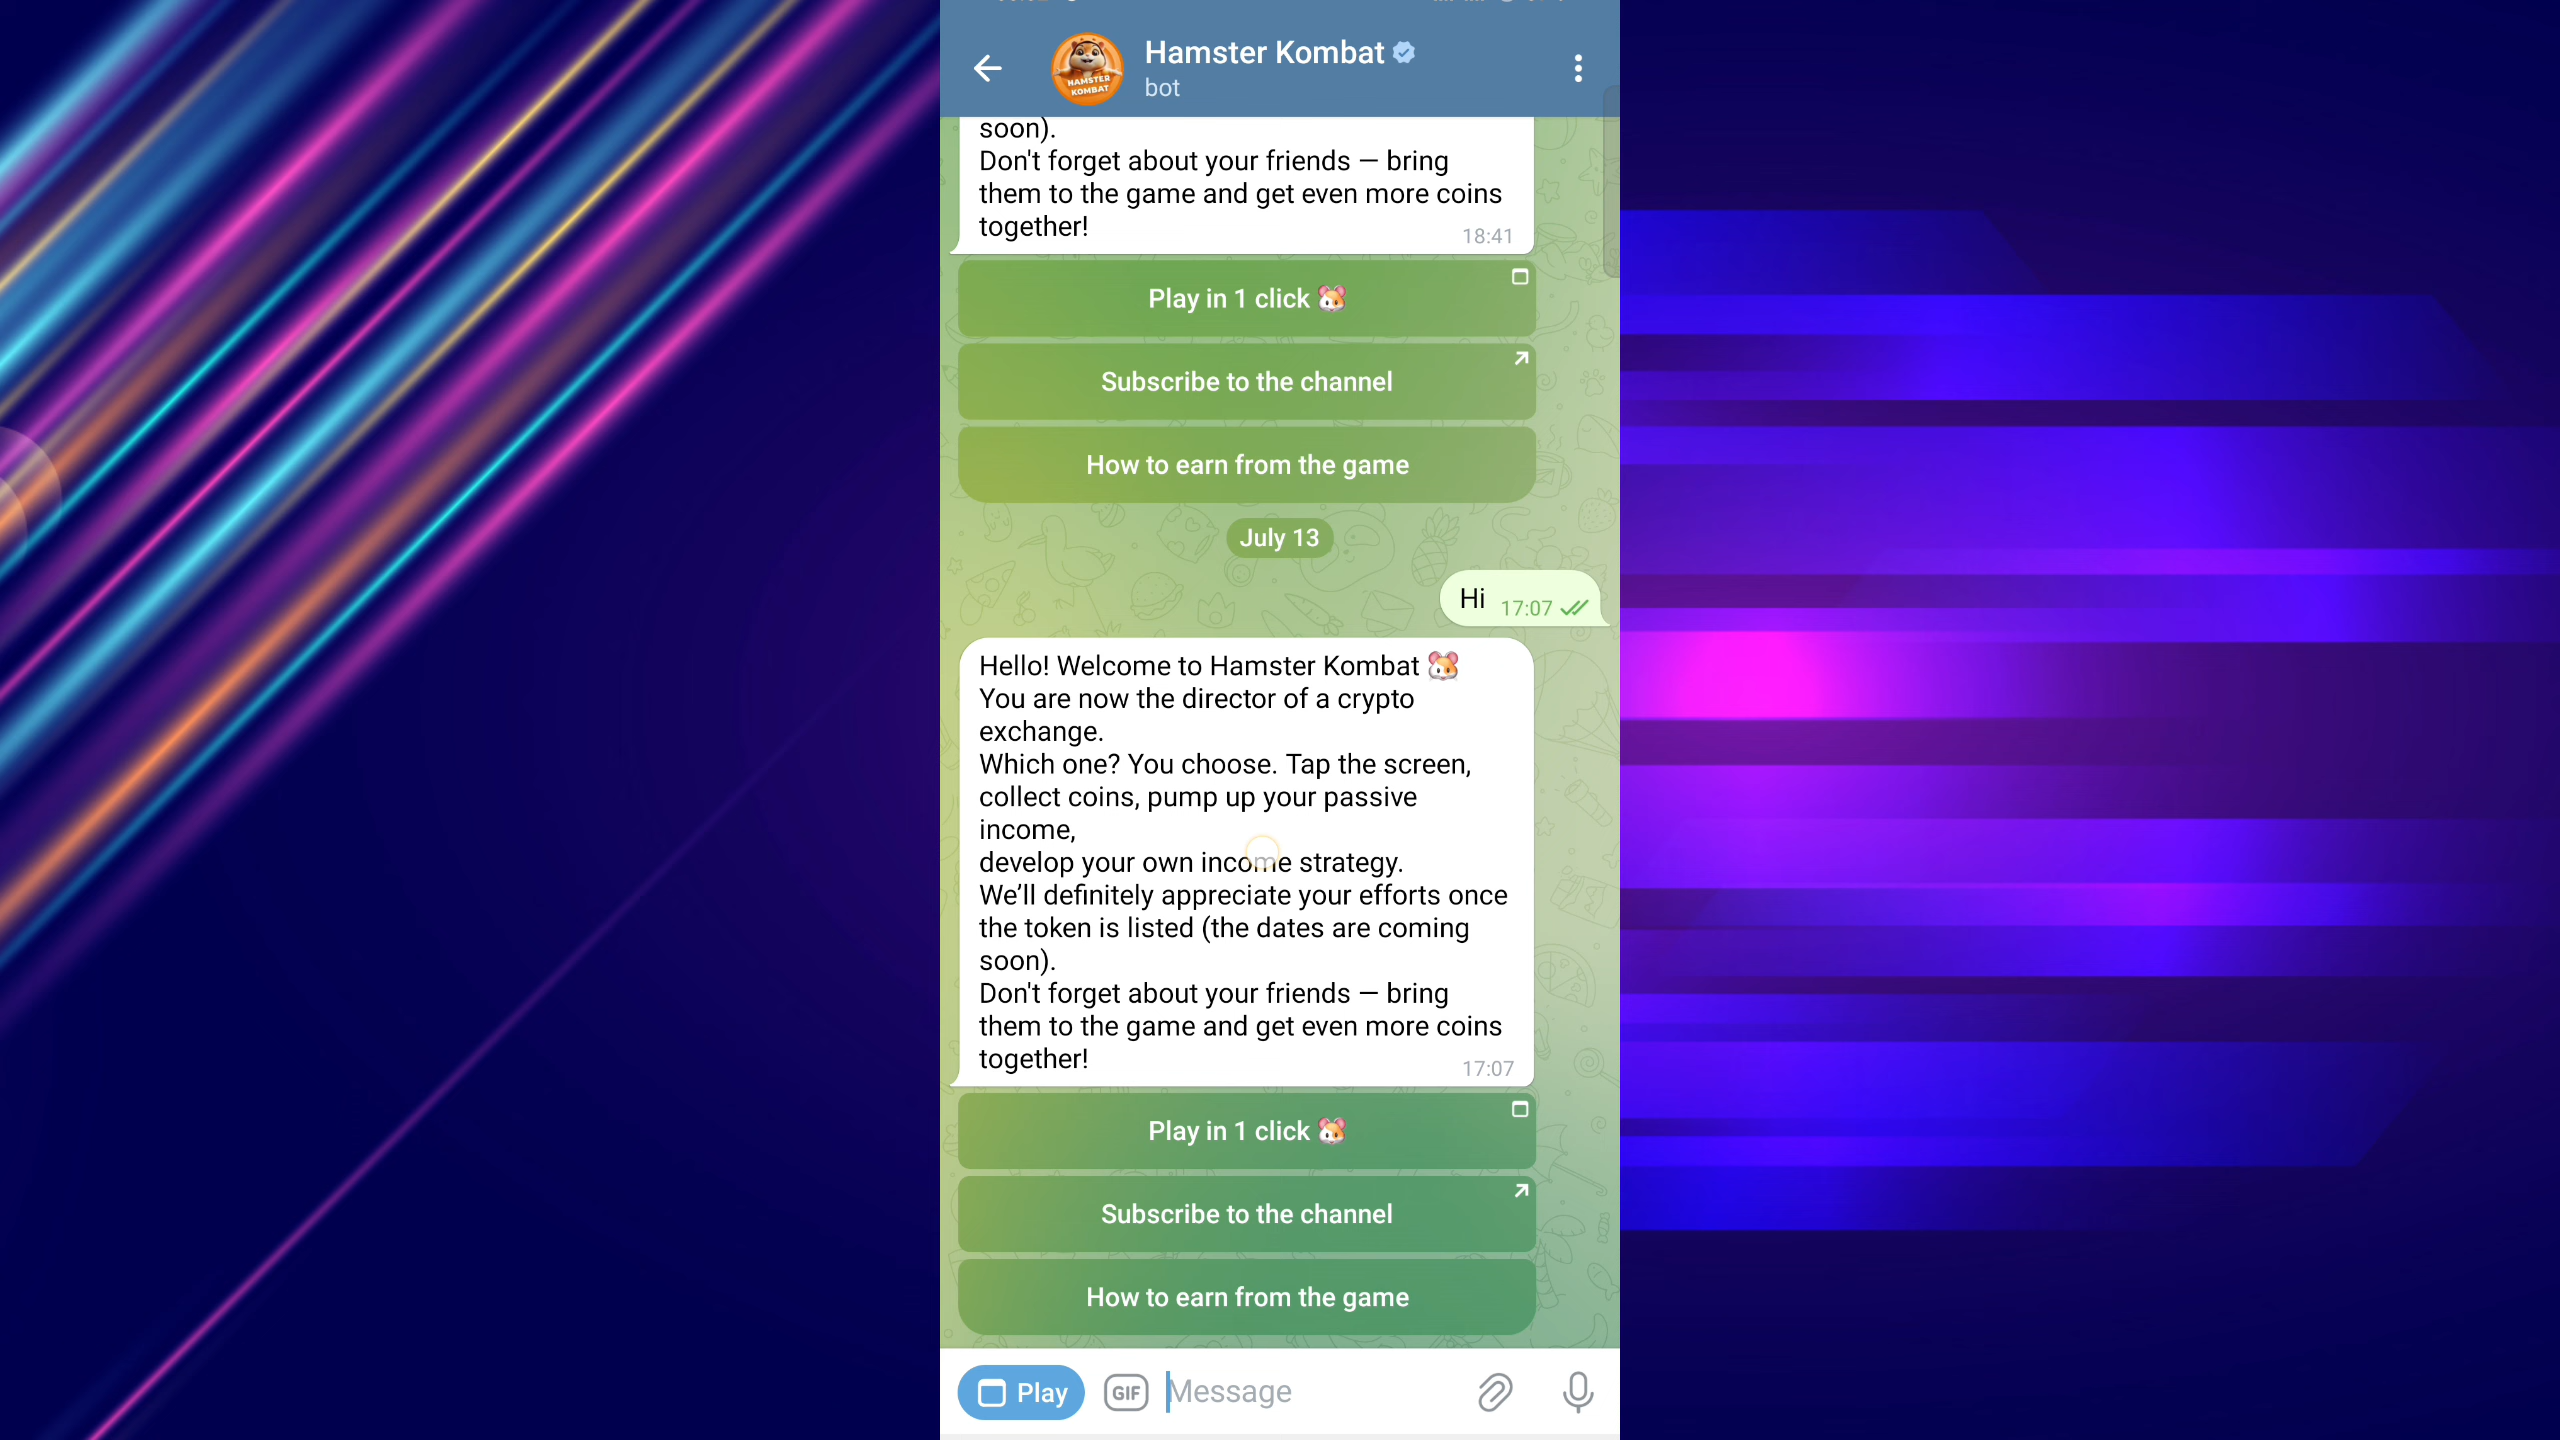 Hamster Kombat
bot
HAMSTER
KOMBAT
soon).
Don't forget about your friends — bring
them to the game and get even more coins
together!
18:41
Play in 1 click 🐹
Subscribe to the channel
How to earn from the game
July 13
Hi 17:07
Hello! Welcome to Hamster Kombat 🐹
You are now the director of a crypto
exchange.
Which one? You choose. Tap the screen,
collect coins, pump up your passive
income,
develop your own income strategy.
We’ll definitely appreciate your efforts once
the token is listed (the dates are coming
soon).
Don't forget about your friends — bring
them to the game and get even more coins
together!
17:07
Play in 1 click 🐹
Subscribe to the channel
How to earn from the game
Play
GIF
Message